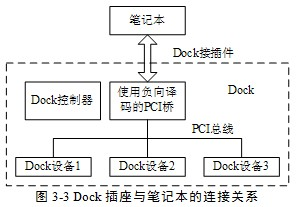 笔记本
Dock接插件
Dock控制器
使用负向译
码的PCI桥
Dock
PCI总线
Dock设备1
Dock设备2
Dock设备3
图 3-3 Dock 插座与笔记本的连接关系